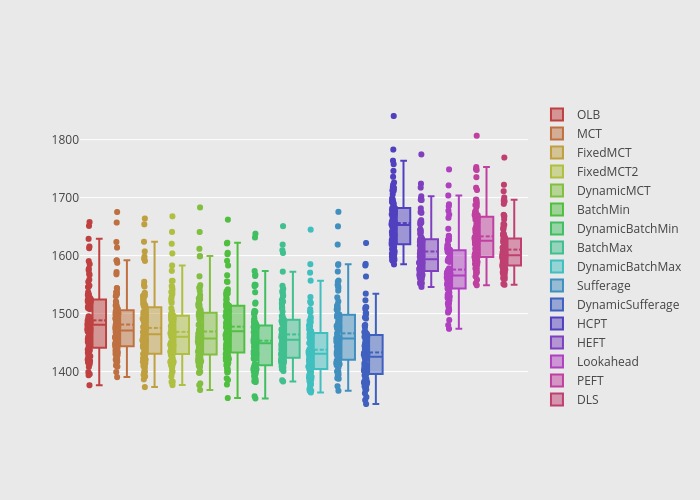 1800
1700
1600
1500
1400
OLB
MCT
FixedMCT
FixedMCT2
DynamicMCT
BatchMin
DynamicBatchMin
BatchMax
DynamicBatchMax
Sufferage
DynamicSufferage
HCPT
HEFT
Lookahead
PEFT
DLS